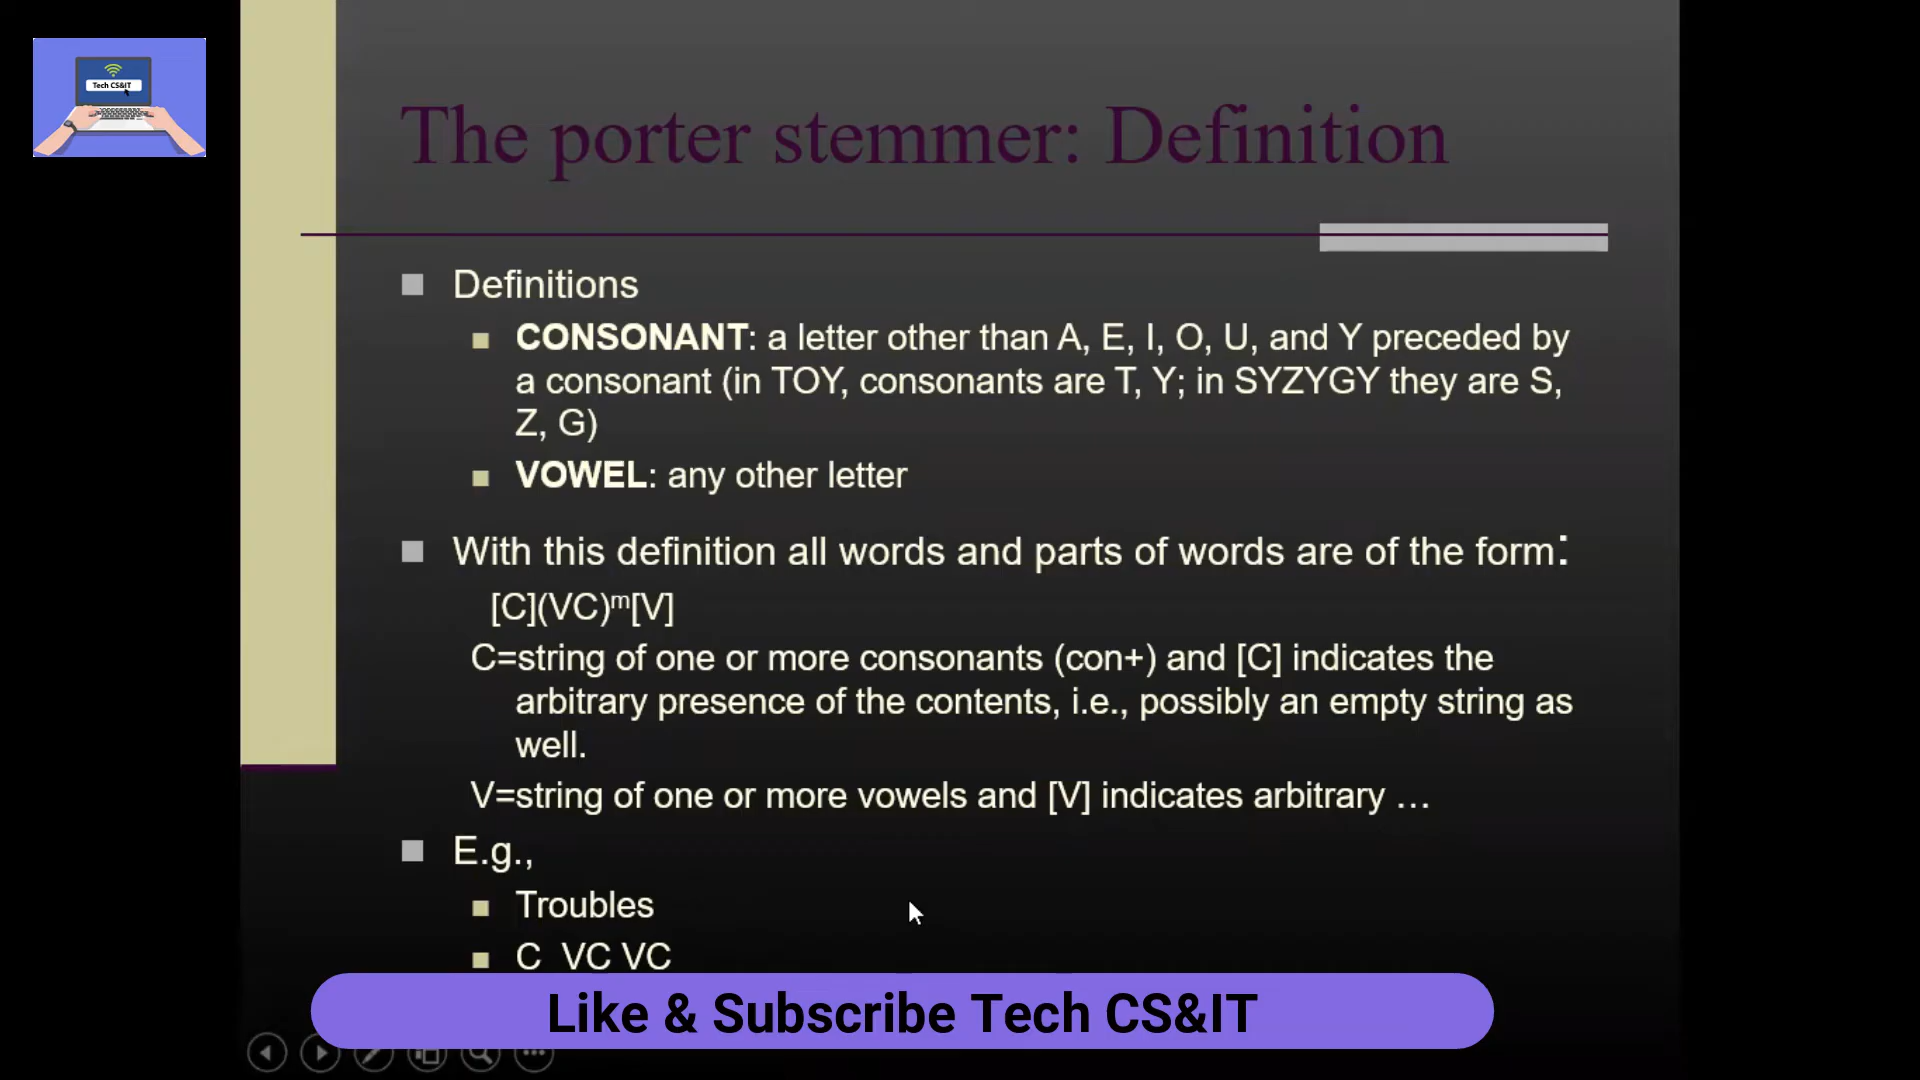 Tech CS&IT
The porter stemmer: Definition
Definitions
CONSONANT: a letter other than A, E, I, O, U, and Y preceded by
a consonant (in TOY, consonants are T, Y; in SYZYGY they are S,
Z, G)
VOWEL: any other letter
With this definition all words and parts of words are of the form:
[C](VC)ᵐ[V]
C=string of one or more consonants (con+) and [C] indicates the
arbitrary presence of the contents, i.e., possibly an empty string as
well.
V=string of one or more vowels and [V] indicates arbitrary …
E.g.,
Troubles
C VC VC
Like & Subscribe Tech CS&IT